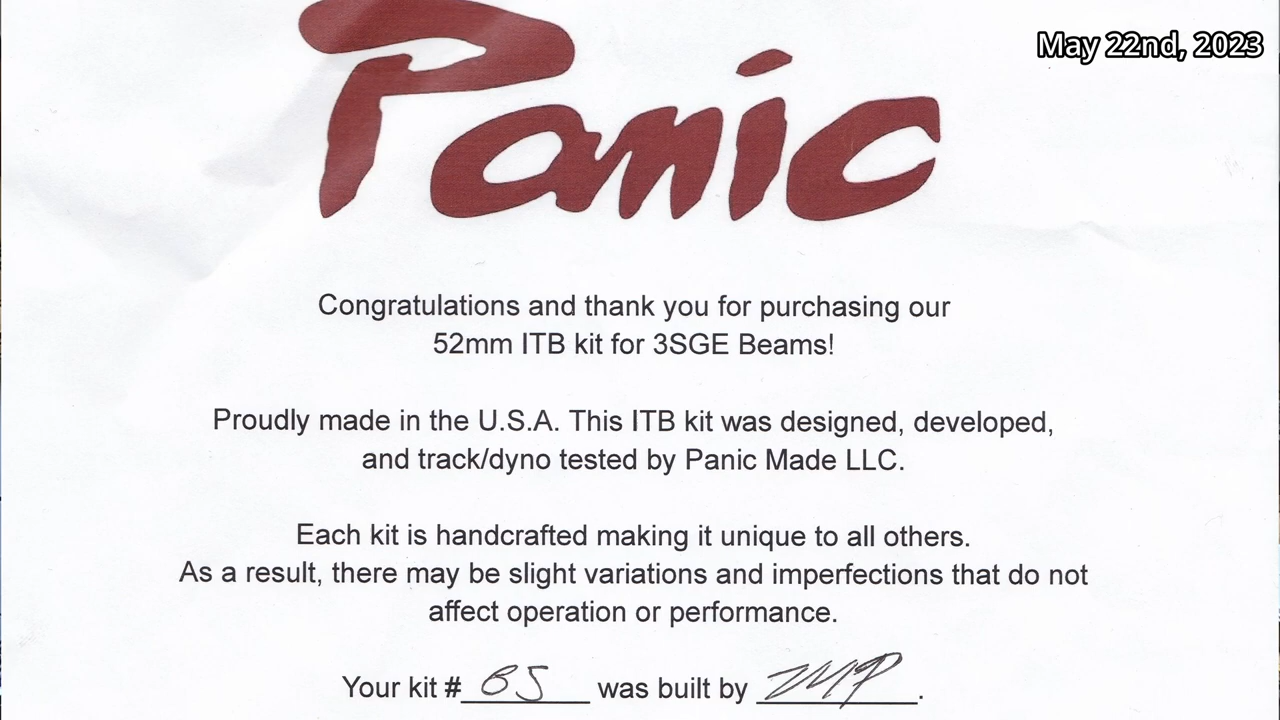 May 22nd, 2023
Panic
Congratulations and thank you for purchasing our
52mm ITB kit for 3SGE Beams!
Proudly made in the U.S.A. This ITB kit was designed, developed,
and track/dyno tested by Panic Made LLC.
Each kit is handcrafted making it unique to all others.
As a result, there may be slight variations and imperfections that do not
affect operation or performance.
Your kit # was built by .